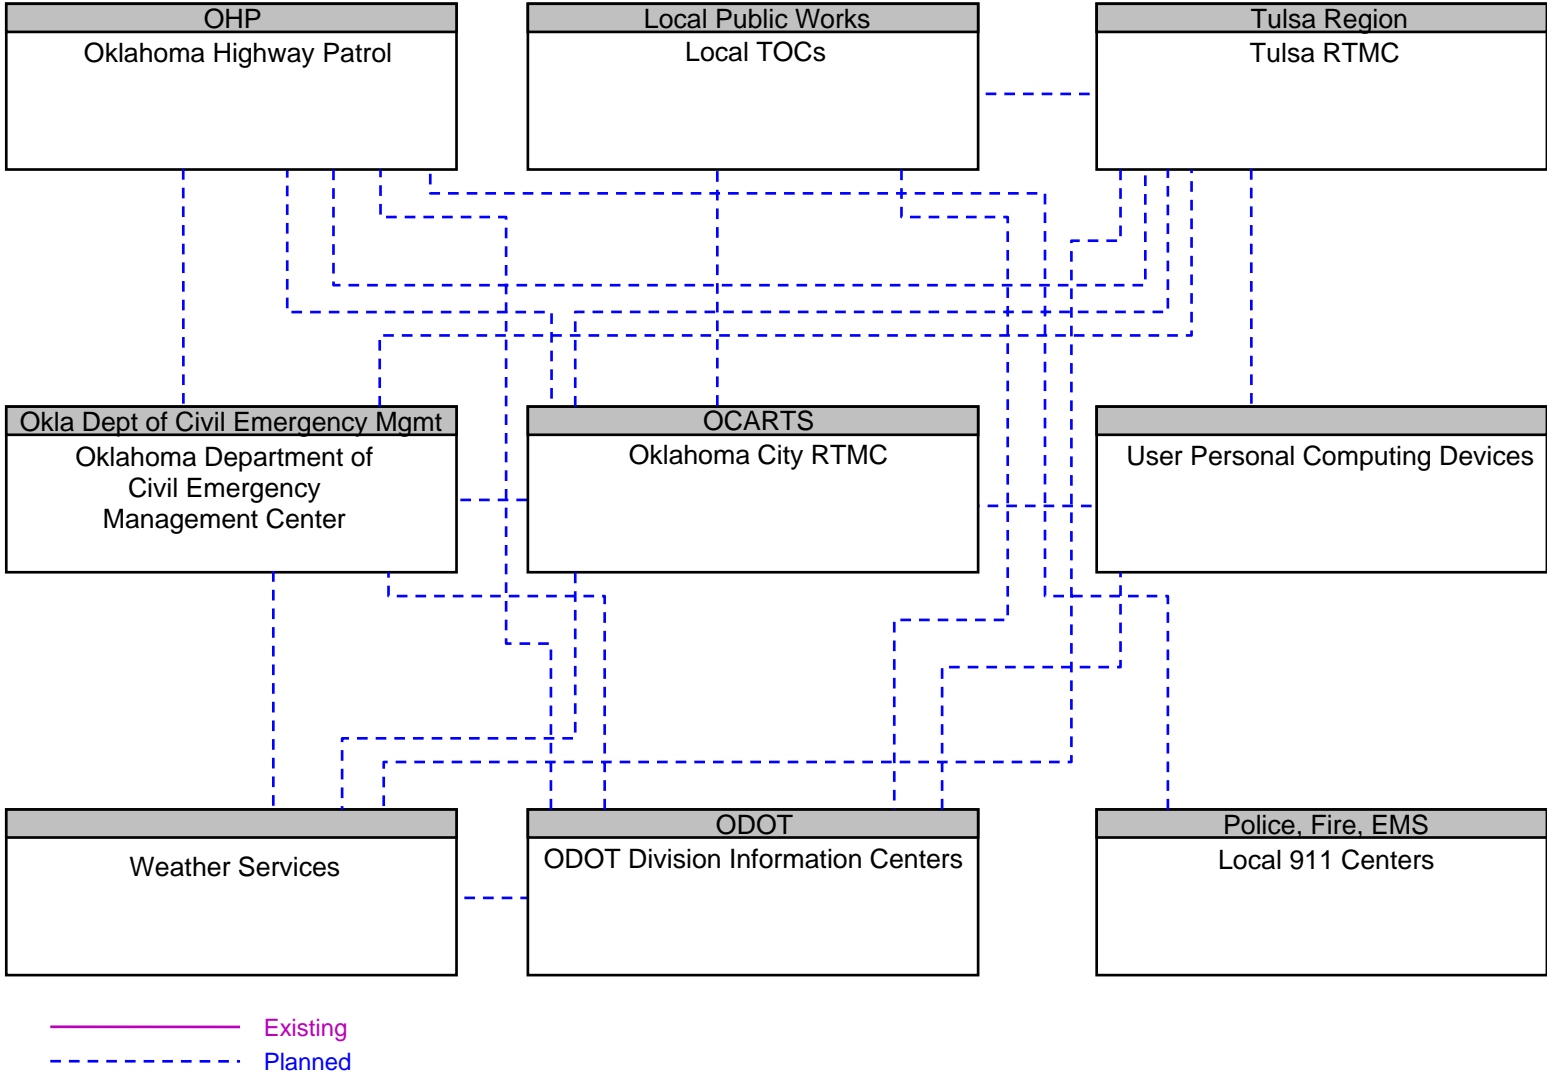 OHP
Oklahoma Highway Patrol
Local Public Works
Local TOCs
Tulsa Region
Tulsa RTMC
Okla Dept of Civil Emergency Mgmt
Oklahoma Department of
Civil Emergency
Management Center
OCARTS
Oklahoma City RTMC
User Personal Computing Devices
Weather Services
ODOT
ODOT Division Information Centers
Police, Fire, EMS
Local 911 Centers
Existing
Planned